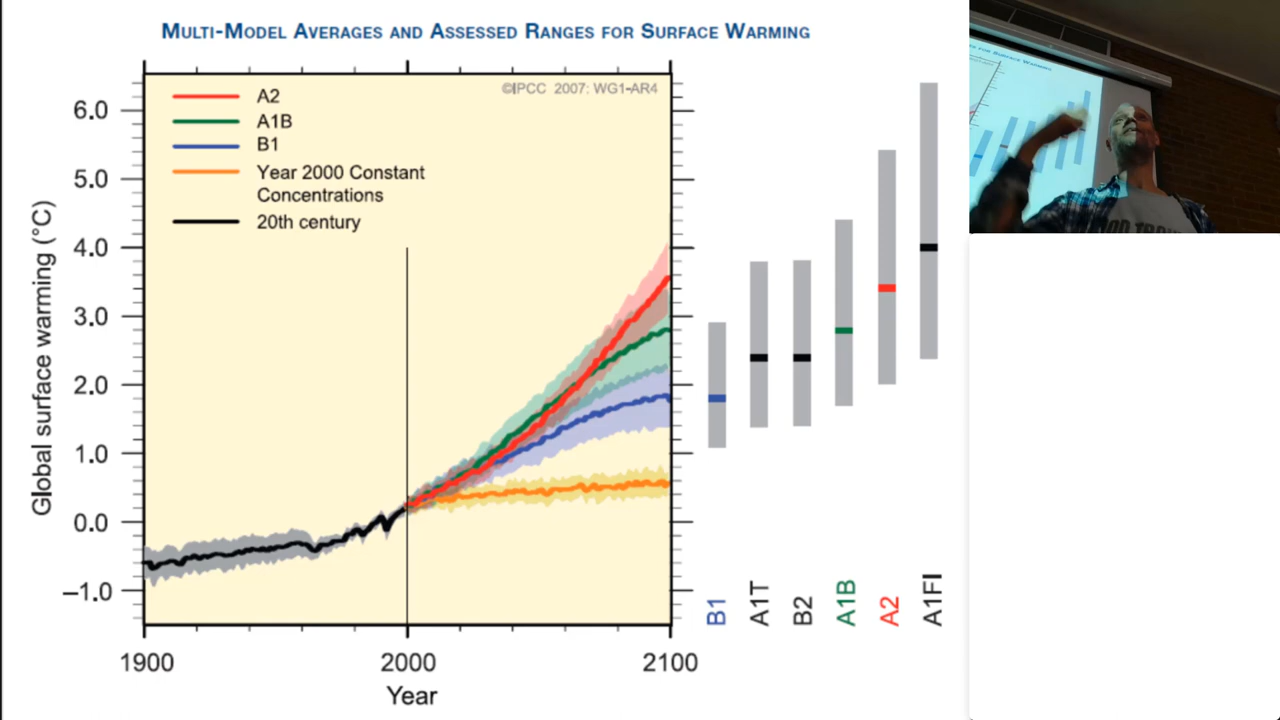 MULTI-MODEL AVERAGES AND ASSESSED RANGES FOR SURFACE WARMING
©IPCC 2007: WG1-AR4
A2
A1B
B1
Year 2000 Constant
Concentrations
20th century
Global surface warming (°C)
6.0
5.0
4.0
3.0
2.0
1.0
0.0
–1.0
1900
2000
2100
Year
B1
A1T
B2
A1B
A2
A1FI